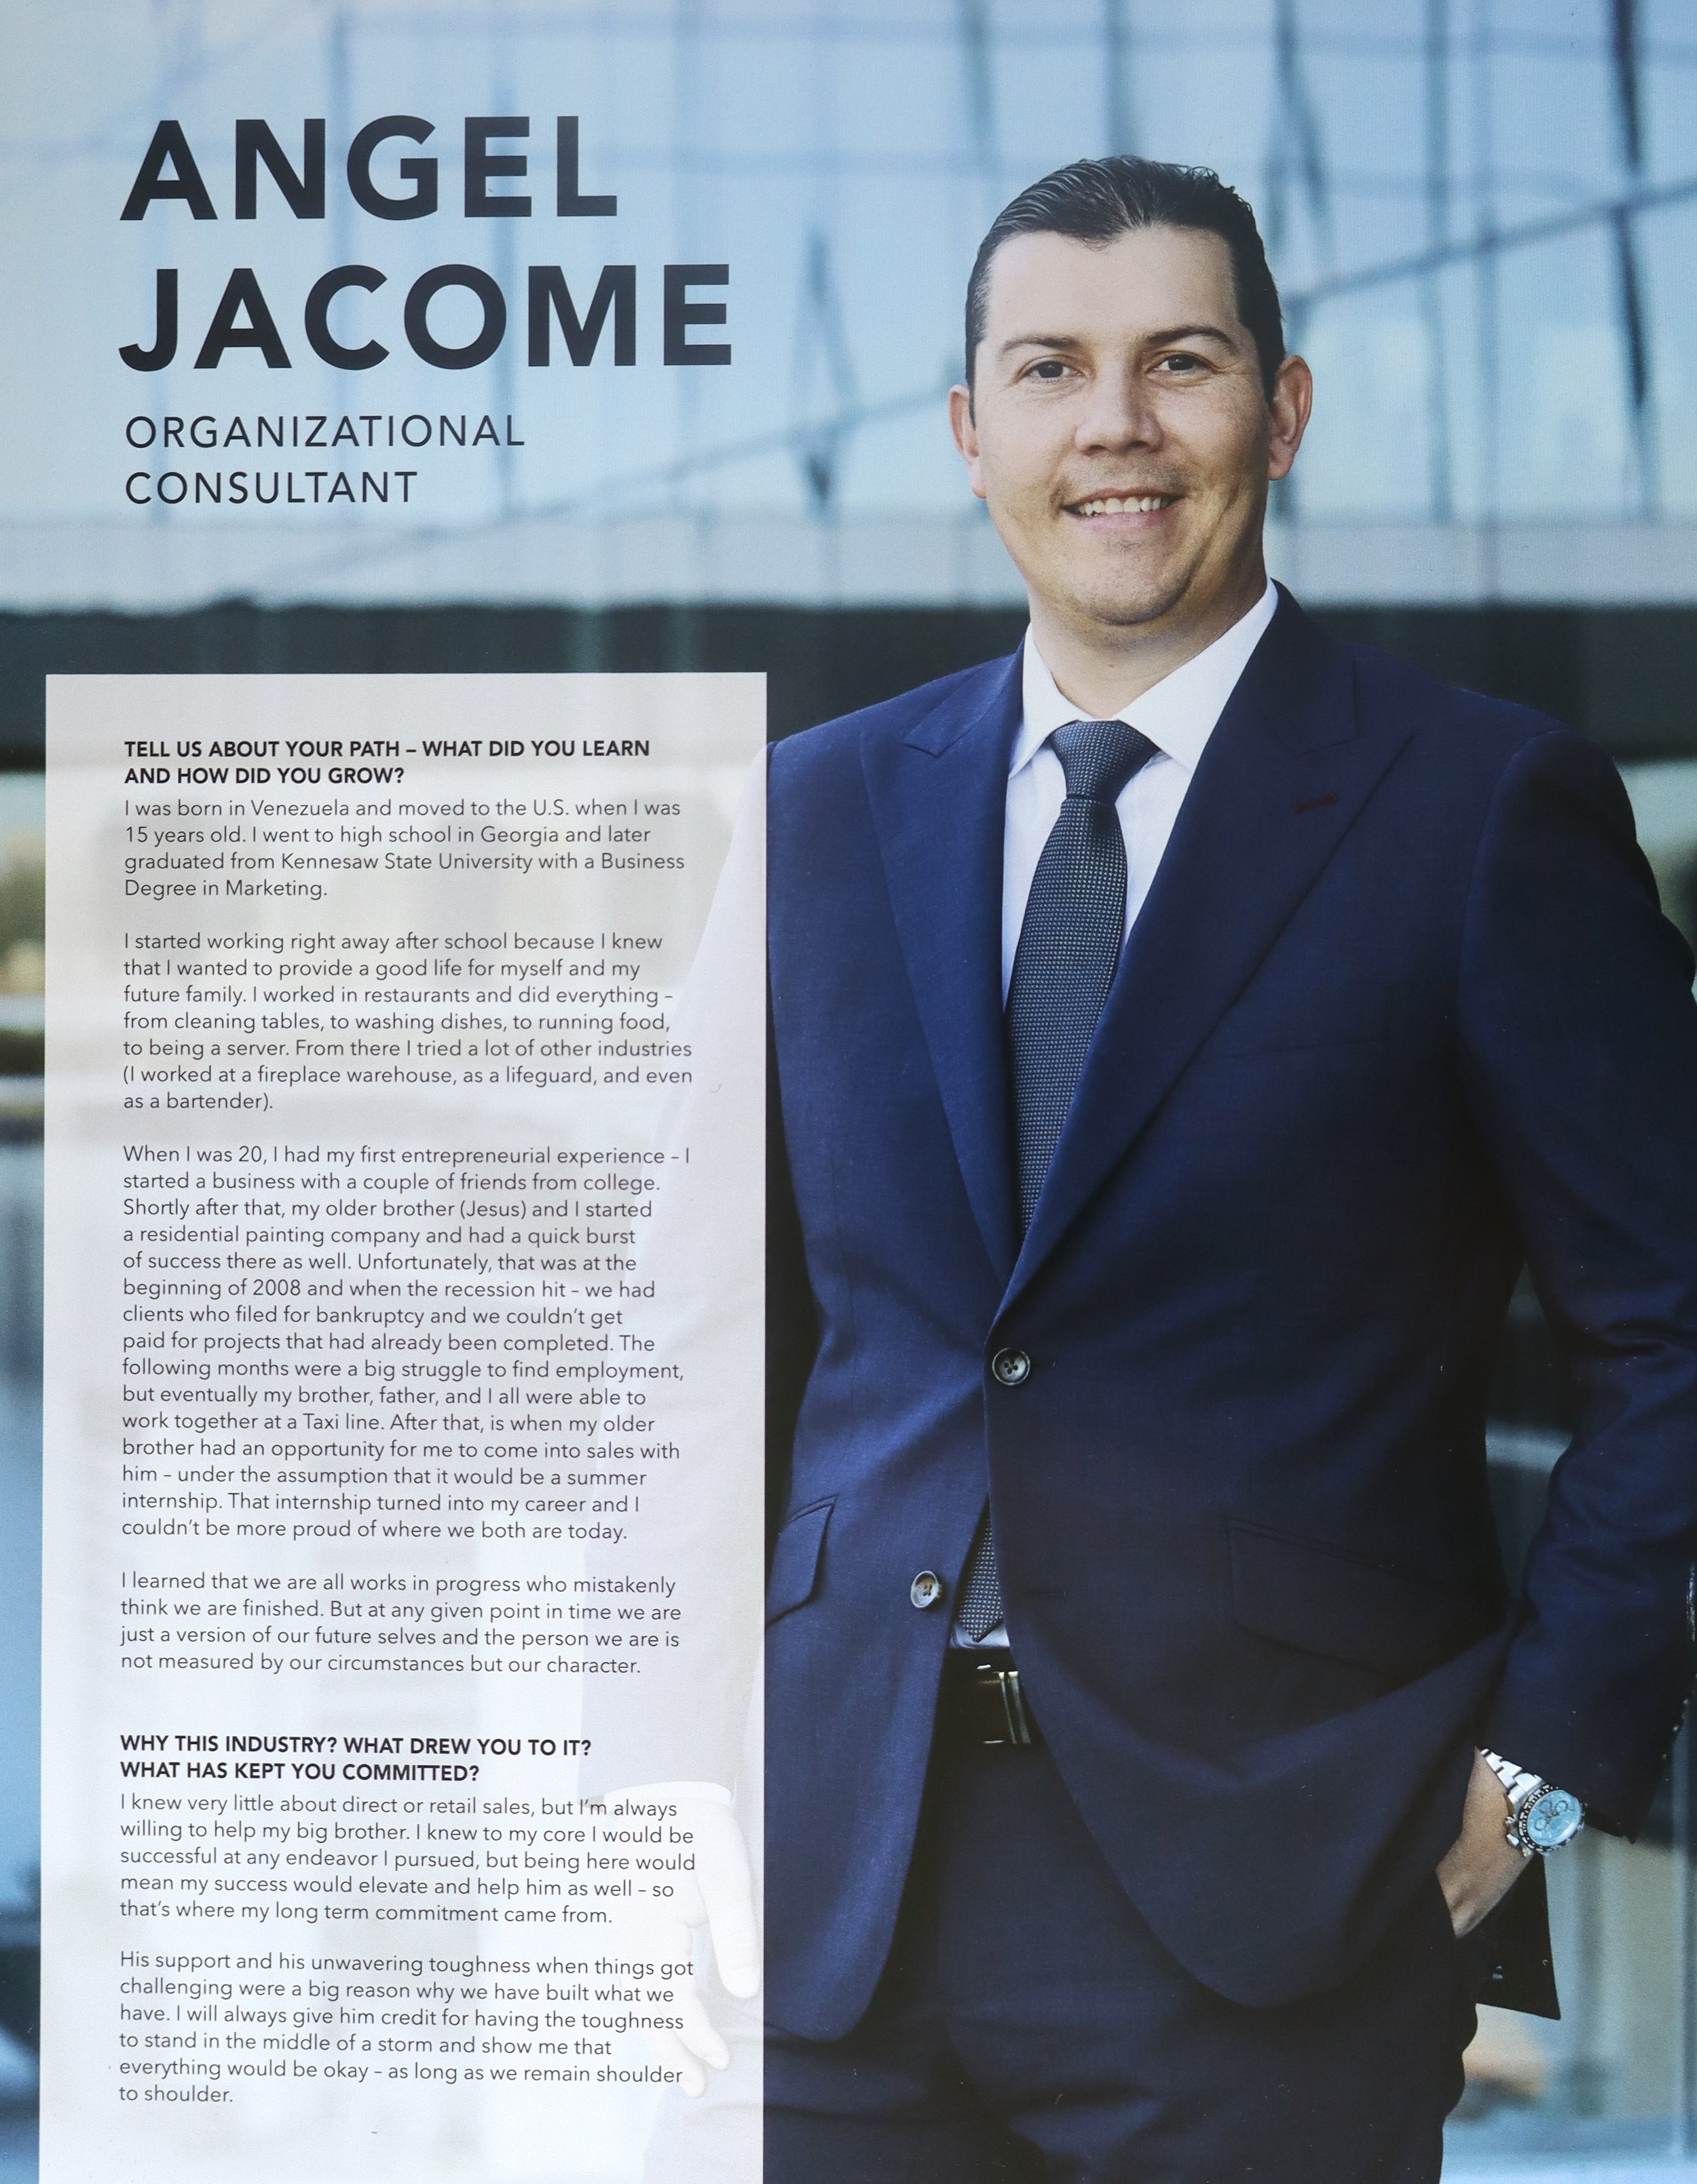 ANGEL
JACOME
ORGANIZATIONAL
CONSULTANT
TELL US ABOUT YOUR PATH – WHAT DID YOU LEARN
AND HOW DID YOU GROW?
I was born in Venezuela and moved to the U.S. when I was
15 years old. I went to high school in Georgia and later
graduated from Kennesaw State University with a Business
Degree in Marketing.
I started working right away after school because I knew
that I wanted to provide a good life for myself and my
future family. I worked in restaurants and did everything –
from cleaning tables, to washing dishes, to running food,
to being a server. From there I tried a lot of other industries
(I worked at a fireplace warehouse, as a lifeguard, and even
as a bartender).
When I was 20, I had my first entrepreneurial experience – I
started a business with a couple of friends from college.
Shortly after that, my older brother (Jesus) and I started
a residential painting company and had a quick burst
of success there as well. Unfortunately, that was at the
beginning of 2008 and when the recession hit – we had
clients who filed for bankruptcy and we couldn't get
paid for projects that had already been completed. The
following months were a big struggle to find employment,
but eventually my brother, father, and I all were able to
work together at a Taxi line. After that, is when my older
brother had an opportunity for me to come into sales with
him – under the assumption that it would be a summer
internship. That internship turned into my career and I
couldn't be more proud of where we both are today.
I learned that we are all works in progress who mistakenly
think we are finished. But at any given point in time we are
just a version of our future selves and the person we are is
not measured by our circumstances but our character.
WHY THIS INDUSTRY? WHAT DREW YOU TO IT?
WHAT HAS KEPT YOU COMMITTED?
I knew very little about direct or retail sales, but I'm always
willing to help my big brother. I knew to my core I would be
successful at any endeavor I pursued, but being here would
mean my success would elevate and help him as well – so
that's where my long term commitment came from.
His support and his unwavering toughness when things got
challenging were a big reason why we have built what we
have. I will always give him credit for having the toughness
to stand in the middle of a storm and show me that
everything would be okay – as long as we remain shoulder
to shoulder.